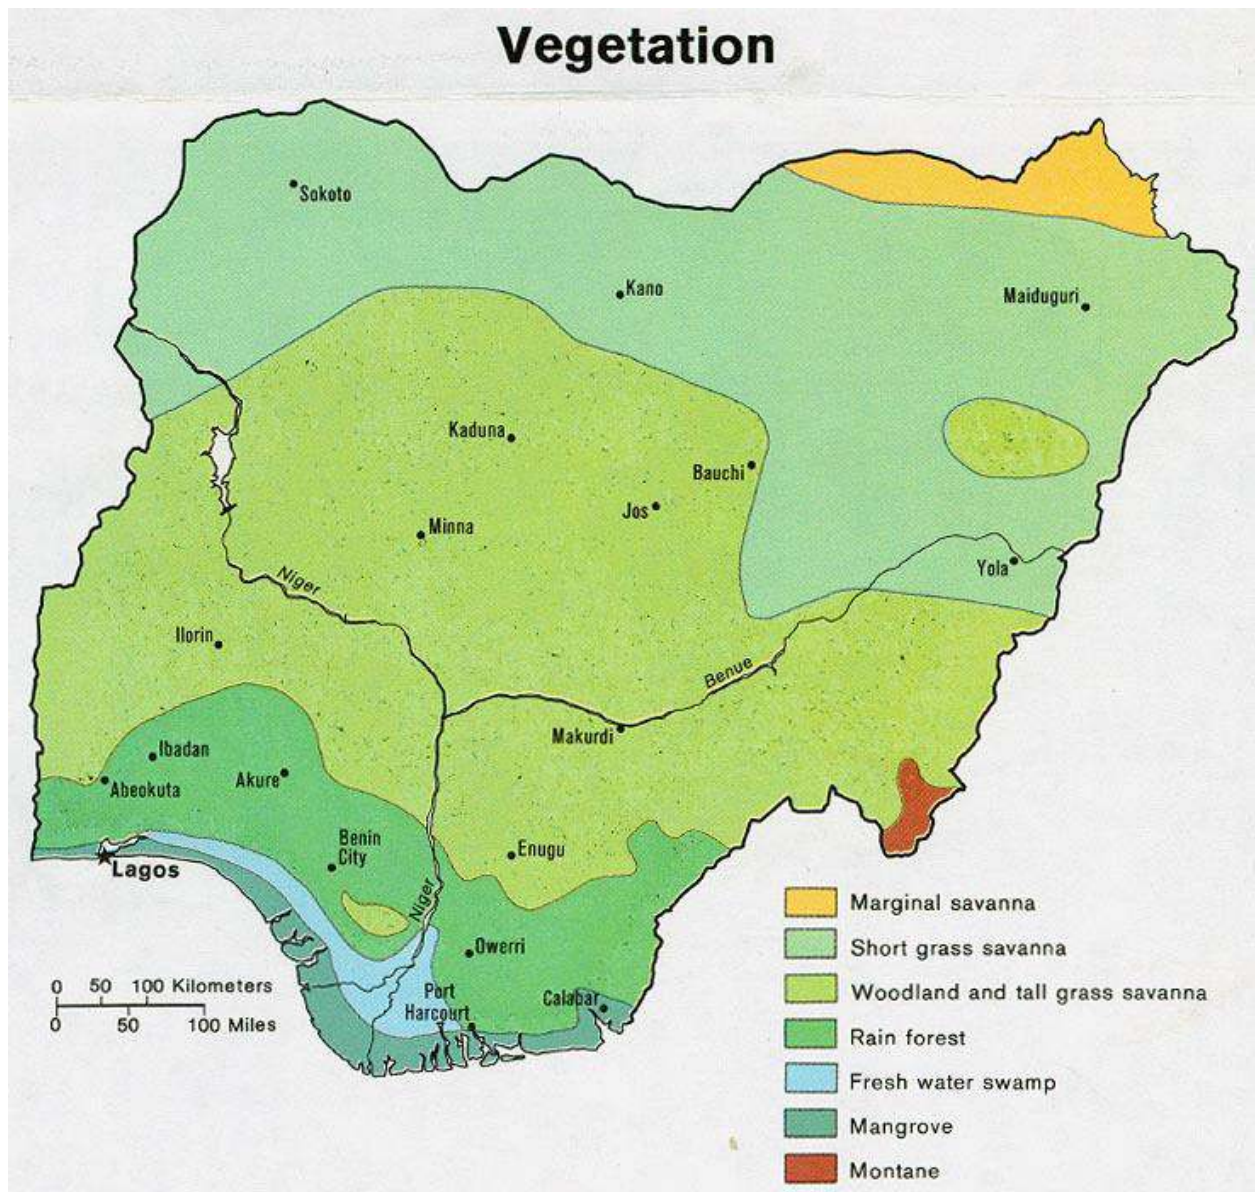 Vegetation
Sokoto
Kano
Maiduguri
Kaduna
Bauchi
Jos
Minna
Yola
Niger
Ilorin
Benue
Makurdi
Ibadan
Abeokuta
Akure
Benin
City
Enugu
Lagos
Niger
Owerri
Port
Harcourt
Calabar
0 50 100 Kilometers
0 50 100 Miles
Marginal savanna
Short grass savanna
Woodland and tall grass savanna
Rain forest
Fresh water swamp
Mangrove
Montane